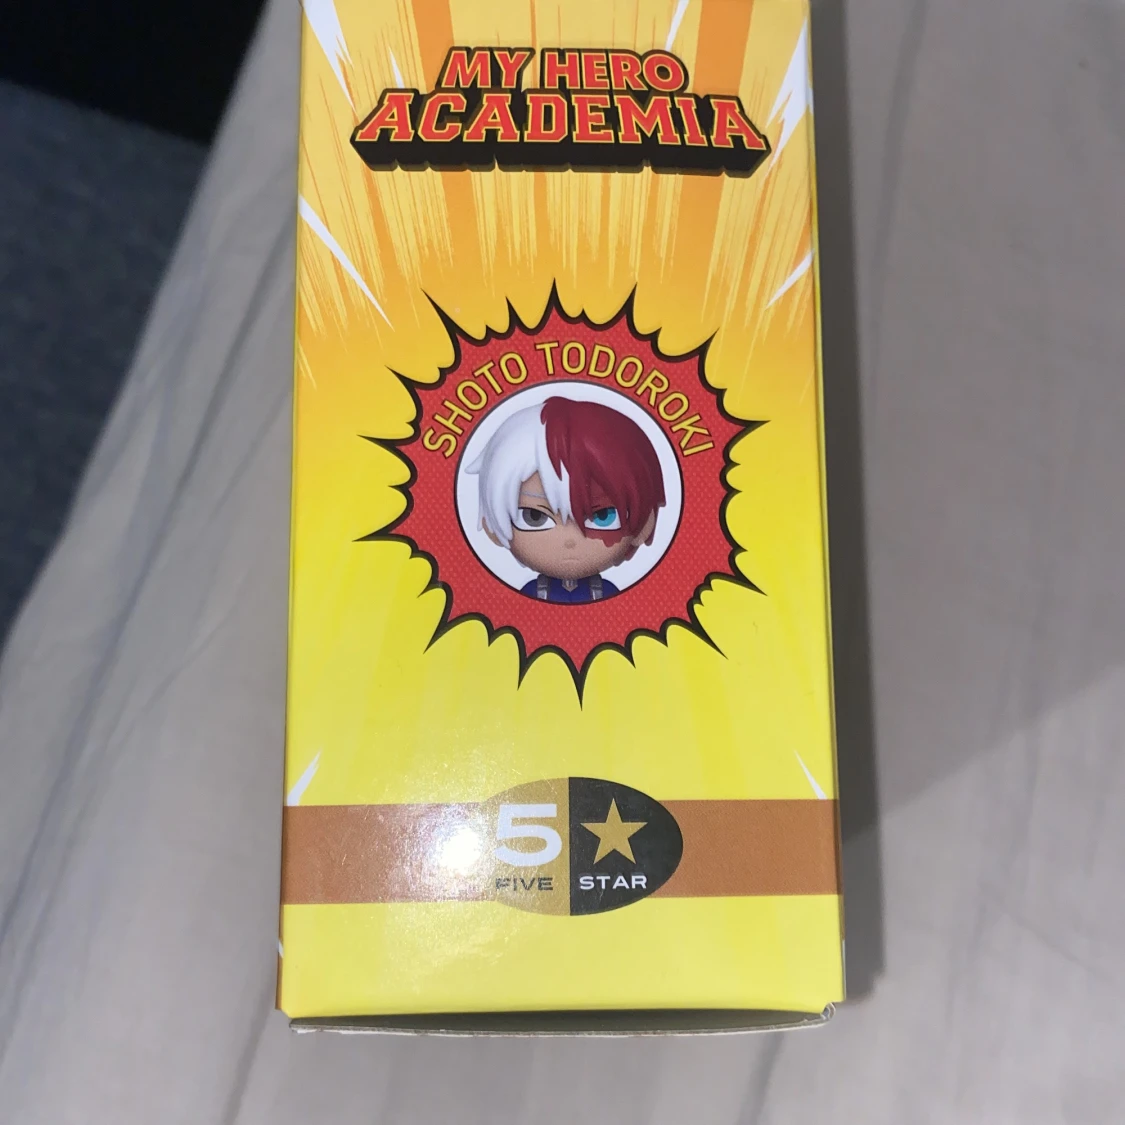 MY HERO
ACADEMIA
SHOTO TODOROKI
5
FIVE STAR